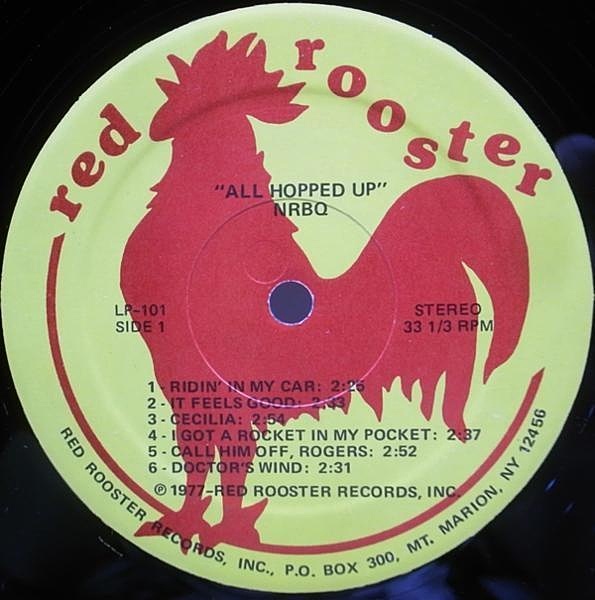 red rooster
"ALL HOPPED UP"
NRBQ
LP-101
SIDE 1
STEREO
33 1/3 RPM
1 - RIDIN' IN MY CAR: 2:25
2 - IT FEELS GOOD: 2:33
3 - CECILIA: 2:54
4 - I GOT A ROCKET IN MY POCKET: 2:37
5 - CALL HIM OFF, ROGERS: 2:52
6 - DOCTOR'S WIND: 2:31
℗ 1977-RED ROOSTER RECORDS, INC.
RED ROOSTER RECORDS, INC., P.O. BOX 300, MT. MARION, NY 12456